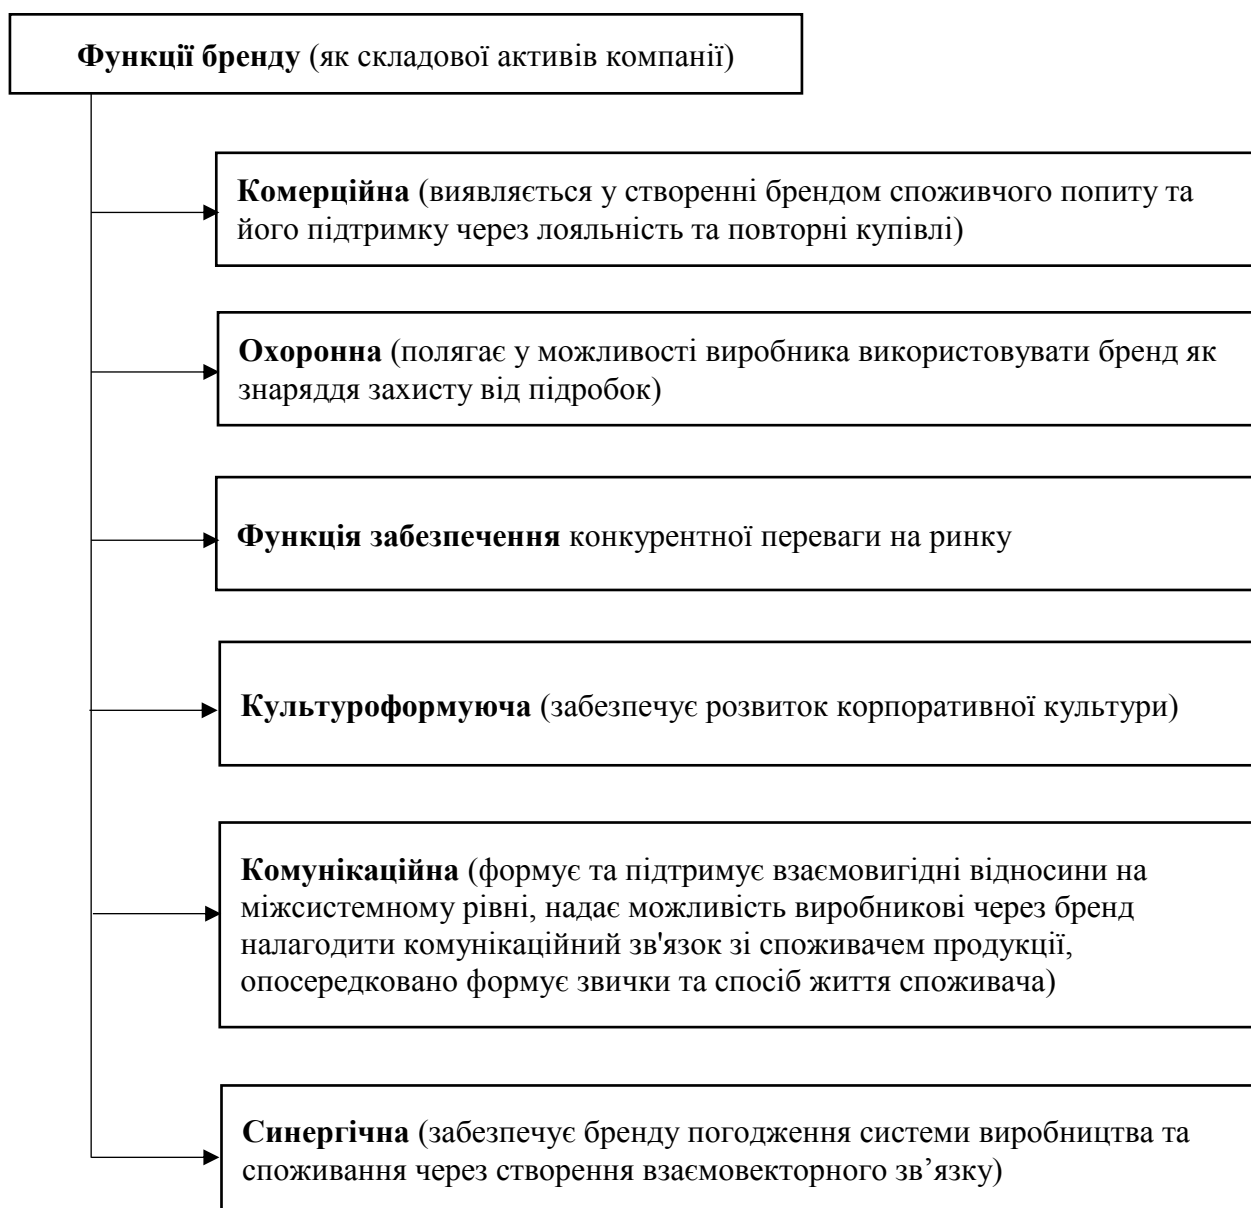 Функції бренду (як складової активів компанії)
Комерційна (виявляється у створенні брендом споживчого попиту та
його підтримку через лояльність та повторні купівлі)
Охоронна (полягає у можливості виробника використовувати бренд як
знаряддя захисту від підробок)
Функція забезпечення конкурентної переваги на ринку
Культуроформуюча (забезпечує розвиток корпоративної культури)
Комунікаційна (формує та підтримує взаємовигідні відносини на
міжсистемному рівні, надає можливість виробникові через бренд
налагодити комунікаційний зв'язок зі споживачем продукції,
опосередковано формує звички та спосіб життя споживача)
Синергічна (забезпечує бренду погодження системи виробництва та
споживання через створення взаємовекторного зв’язку)